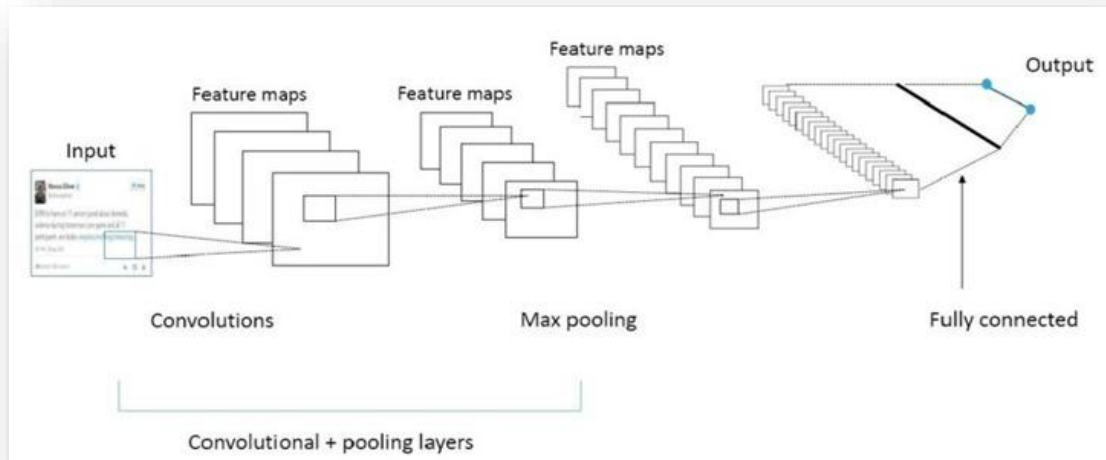 Feature maps
Feature maps
Feature maps
Output
Input
Convolutions
Max pooling
Fully connected
Convolutional + pooling layers